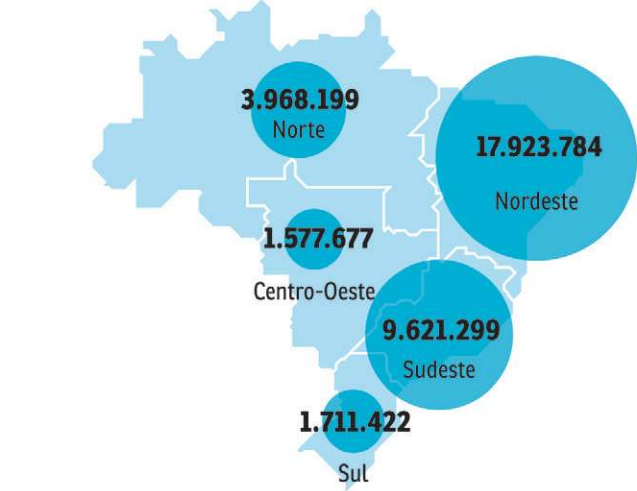 3.968.199
Norte
17.923.784
Nordeste
1.577.677
Centro-Oeste
9.621.299
Sudeste
1.711.422
Sul